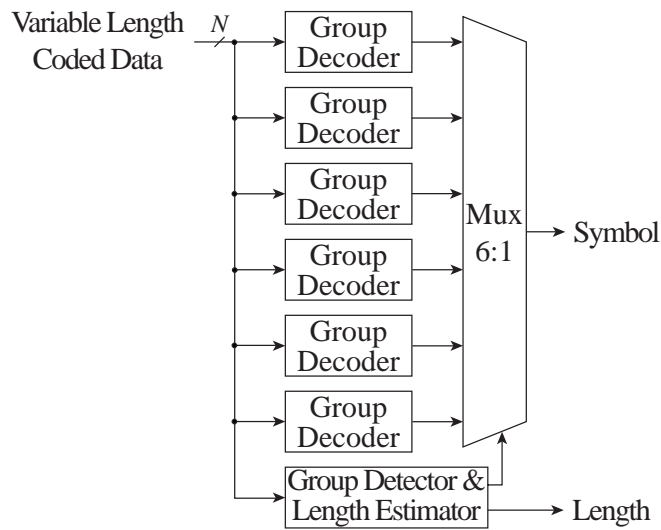 Variable Length
Coded Data
N
Group
Decoder
Group
Decoder
Group
Decoder
Group
Decoder
Group
Decoder
Group
Decoder
Mux
6:1
Symbol
Group Detector &
Length Estimator
Length